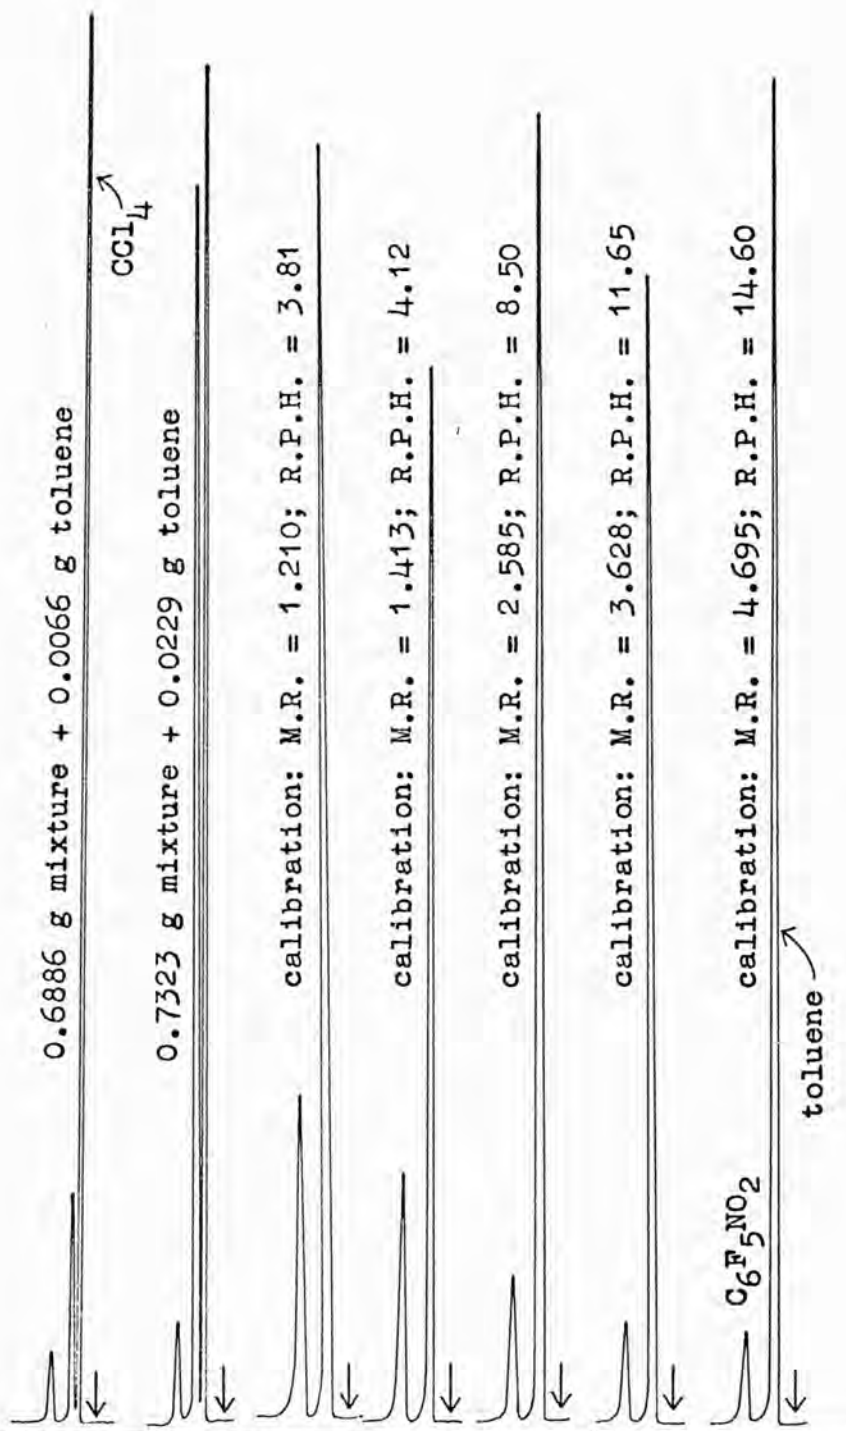 0.6886 g mixture + 0.0066 g toluene
CCl4
0.7323 g mixture + 0.0229 g toluene
calibration: M.R. = 1.210; R.P.H. = 3.81
calibration: M.R. = 1.413; R.P.H. = 4.12
calibration: M.R. = 2.585; R.P.H. = 8.50
calibration: M.R. = 3.628; R.P.H. = 11.65
C6F5NO2
calibration: M.R. = 4.695; R.P.H. = 14.60
toluene